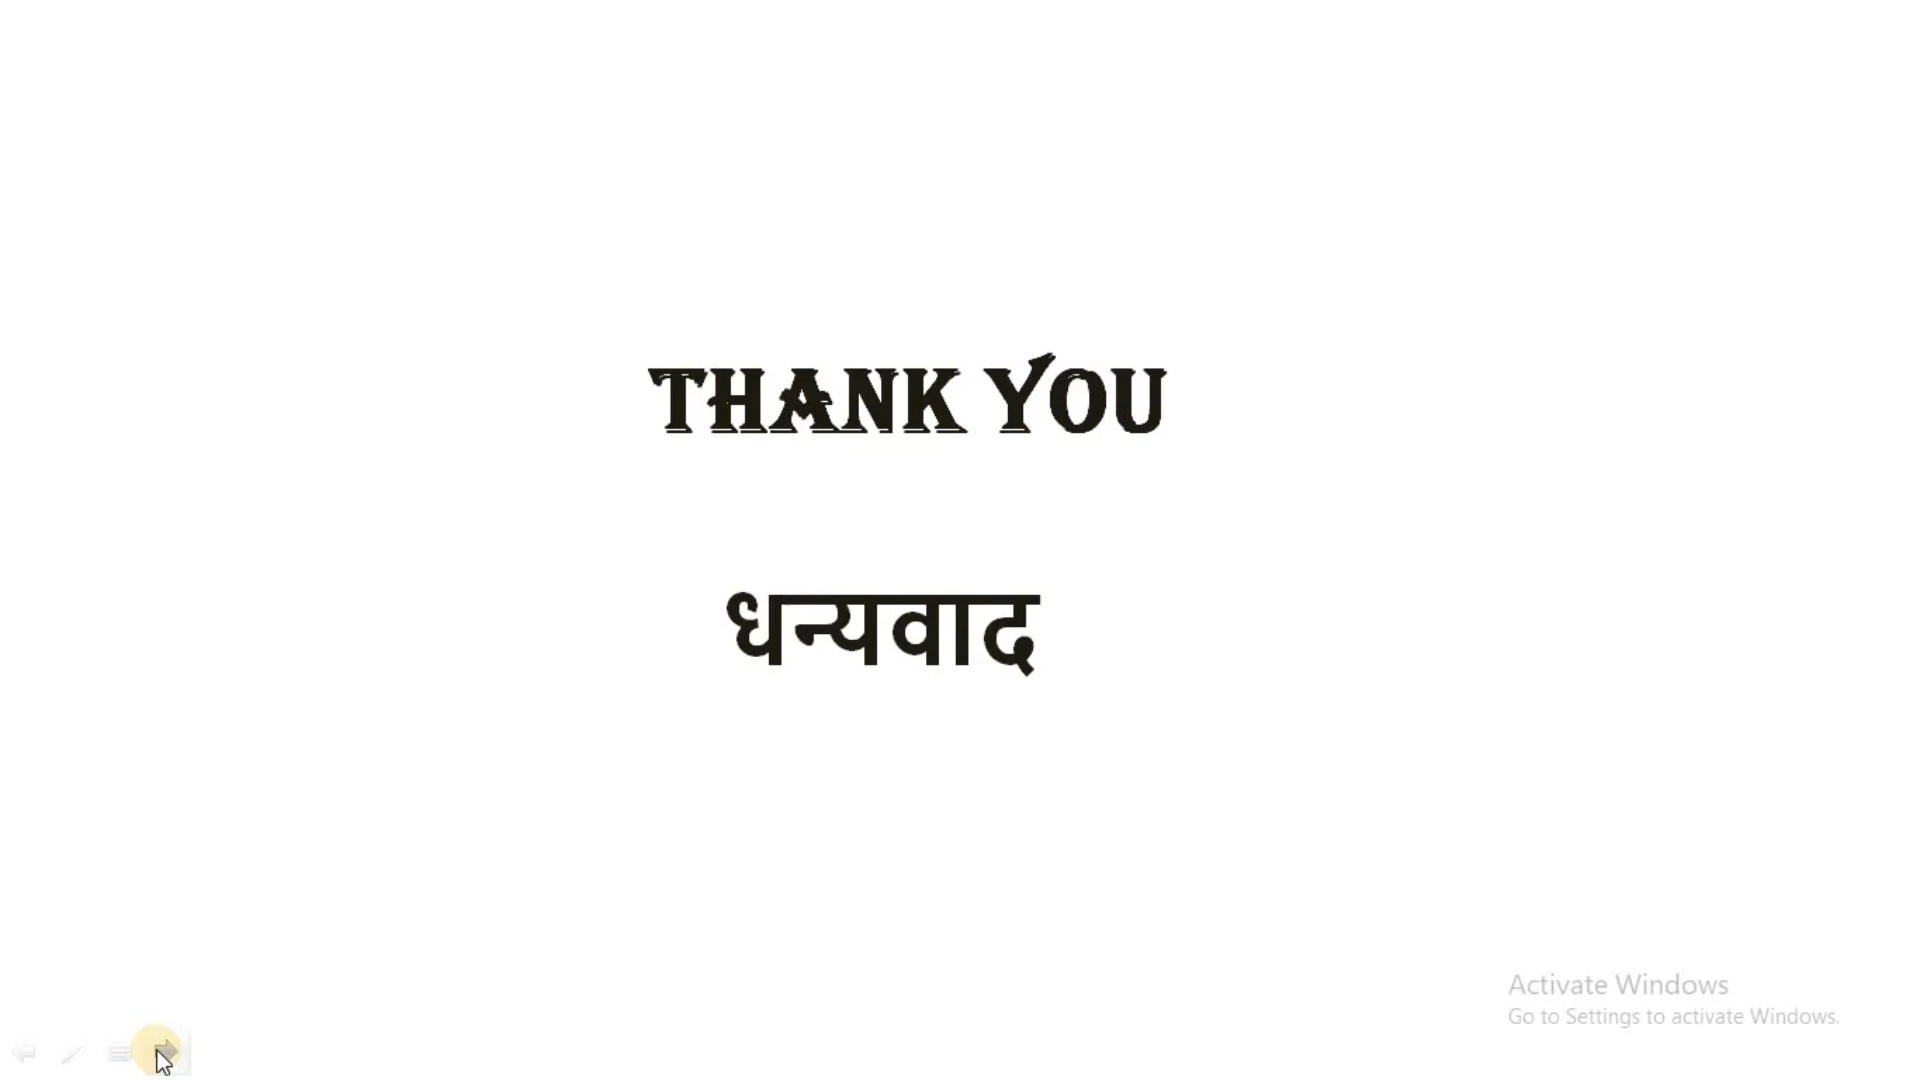 THANK YOU
धन्यवाद
Activate Windows
Go to Settings to activate Windows.